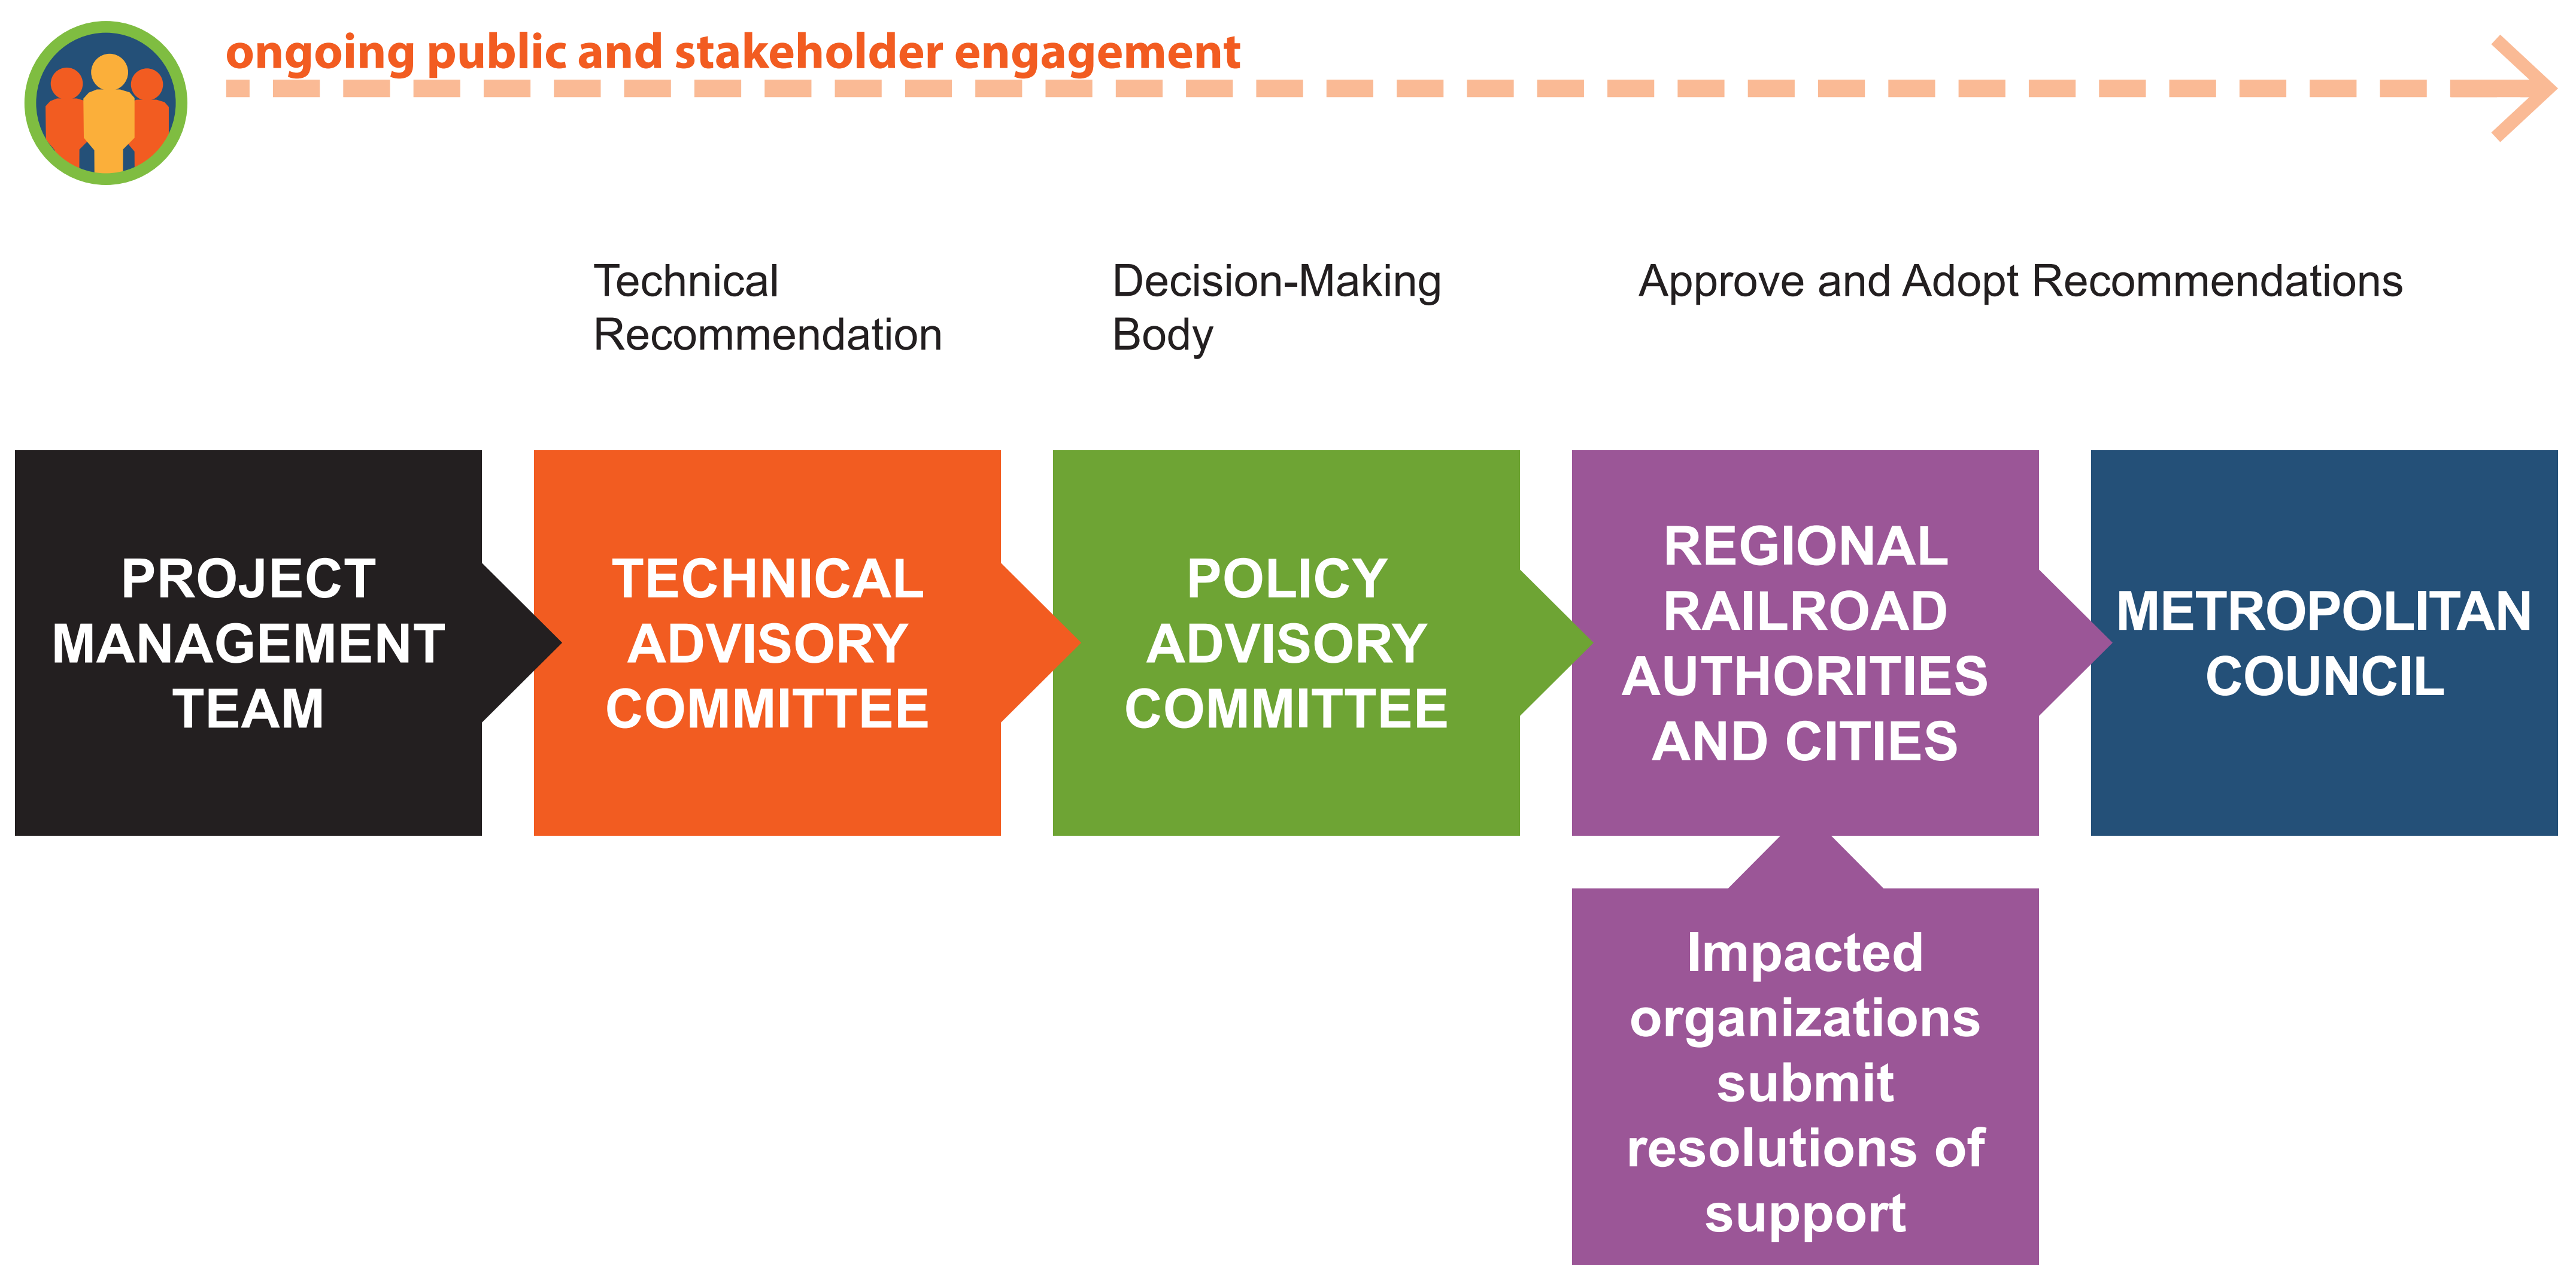 ongoing public and stakeholder engagement
Technical
Recommendation
Decision-Making
Body
Approve and Adopt Recommendations
PROJECT
MANAGEMENT
TEAM
TECHNICAL
ADVISORY
COMMITTEE
POLICY
ADVISORY
COMMITTEE
REGIONAL
RAILROAD
AUTHORITIES
AND CITIES
METROPOLITAN
COUNCIL
Impacted
organizations
submit
resolutions of
support